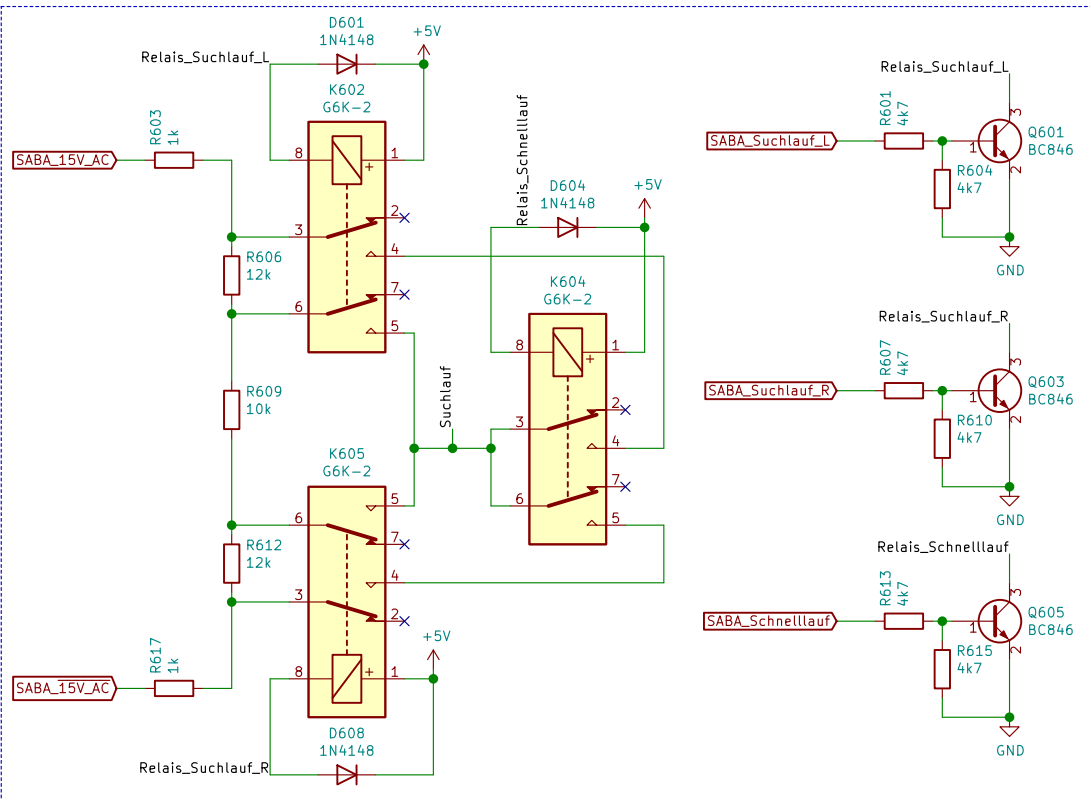 D601
1N4148
+5V
Relais_Suchlauf_L
K602
G6K-2
R603
1k
SABA_15V_AC
8
1
+
2
3
4
R606
12k
7
6
5
Relais_Schnelllauf
D604
1N4148
+5V
K604
G6K-2
8
1
+
2
3
4
7
6
5
R609
10k
Suchlauf
K605
G6K-2
5
6
7
R612
12k
4
3
2
+5V
R617
1k
SABA_15V_AC
8
1
+
D608
1N4148
Relais_Suchlauf_R
Relais_Suchlauf_L
R601
4k7
SABA_Suchlauf_L
3
Q601
BC846
1
2
R604
4k7
GND
Relais_Suchlauf_R
R607
4k7
SABA_Suchlauf_R
3
Q603
BC846
1
2
R610
4k7
GND
Relais_Schnelllauf
R613
4k7
SABA_Schnelllauf
3
Q605
BC846
1
2
R615
4k7
GND